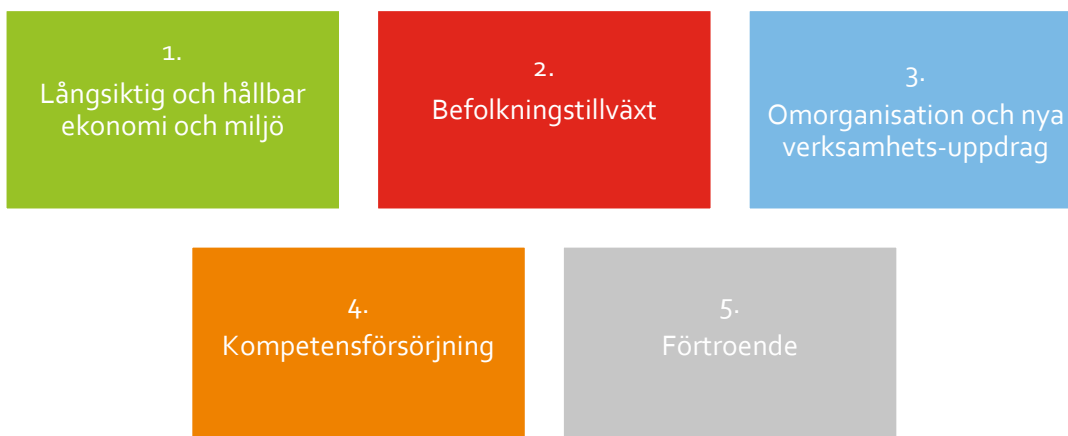 1.
Långsiktig och hållbar
ekonomi och miljö
2.
Befolkningstillväxt
3.
Omorganisation och nya
verksamhets-uppdrag
4.
Kompetensförsörjning
5.
Förtroende